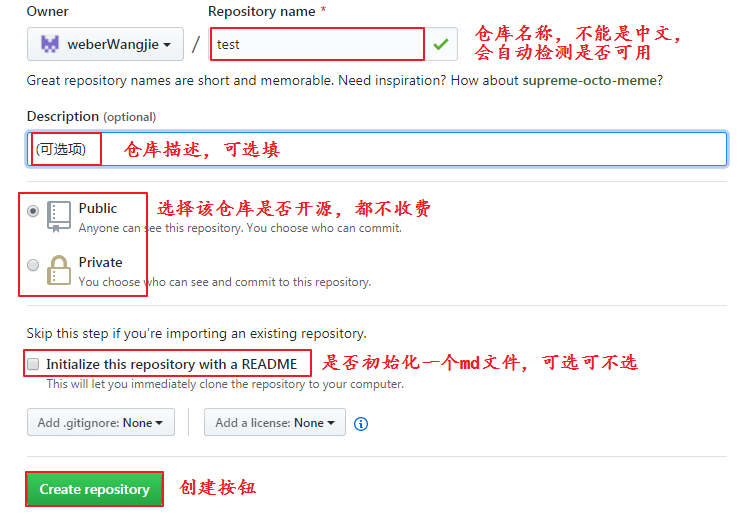 Owner
Repository name *
weberWangjie
/
test
仓库名称，不能是中文，
会自动检测是否可用
Great repository names are short and memorable. Need inspiration? How about supreme-octo-meme?
Description (optional)
(可选项)
仓库描述，可选填
Public
选择该仓库是否开源，都不收费
Anyone can see this repository. You choose who can commit.
Private
You choose who can see and commit to this repository.
Skip this step if you're importing an existing repository.
Initialize this repository with a README
是否初始化一个md文件，可选可不选
This will let you immediately clone the repository to your computer.
Add .gitignore: None
Add a license: None
Create repository
创建按钮